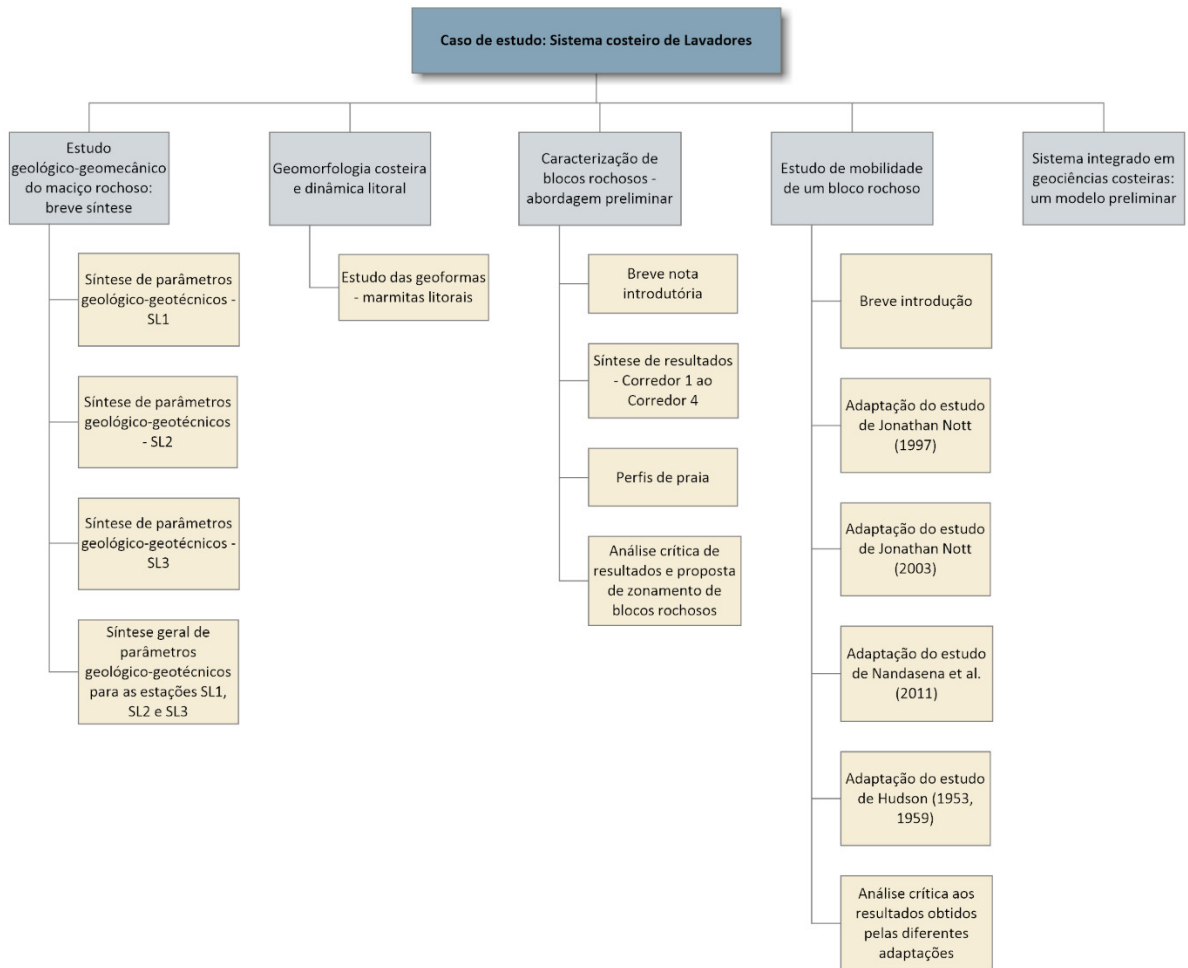 Caso de estudo: Sistema costeiro de Lavadores
Estudo
geológico-geomecânico
do maciço rochoso:
breve síntese
Síntese de parâmetros
geológico-geotécnicos -
SL1
Síntese de parâmetros
geológico-geotécnicos
- SL2
Síntese de parâmetros
geológico-geotécnicos -
SL3
Síntese geral de
parâmetros
geológico-geotécnicos
para as estações SL1,
SL2 e SL3
Geomorfologia costeira
e dinâmica litoral
Estudo das geoformas
- marmitas litorais
Caracterização de
blocos rochosos -
abordagem preliminar
Breve nota
introdutória
Síntese de resultados
- Corredor 1 ao
Corredor 4
Perfis de praia
Análise crítica de
resultados e proposta
de zonamento de
blocos rochosos
Estudo de mobilidade
de um bloco rochoso
Breve introdução
Adaptação do estudo
de Jonathan Nott
(1997)
Adaptação do estudo
de Jonathan Nott
(2003)
Adaptação do estudo
de Nandasena et al.
(2011)
Adaptação do estudo
de Hudson (1953,
1959)
Análise crítica aos
resultados obtidos
pelas diferentes
adaptações
Sistema integrado em
geociências costeiras:
um modelo preliminar